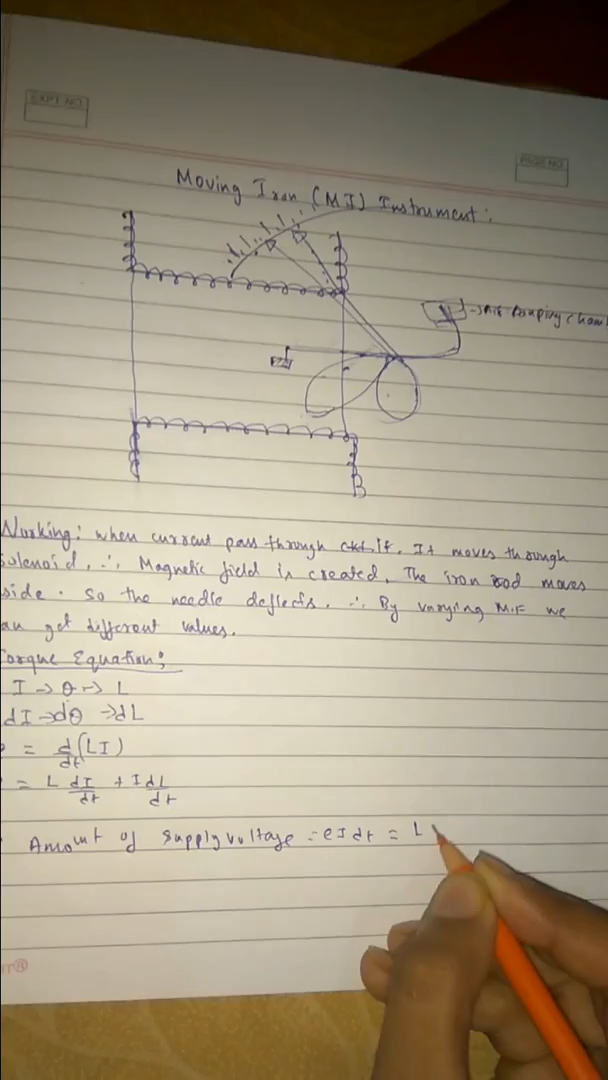 EXPT. NO.
PAGE NO.
Moving Iron (MI) Instrument:
Air Damping Cham
Working: when current pass through ckt. It moves through
solenoid, ∴ Magnetic field is created. The iron rod moves
side. So the needle deflects. ∴ By varying M.F we
an get different values.
Torque Equation;
I → θ → L
dI → dθ → dL
= d/dt (LI)
= L dI/dt + I dL/dt
Amount of supply voltage = eIdt = L